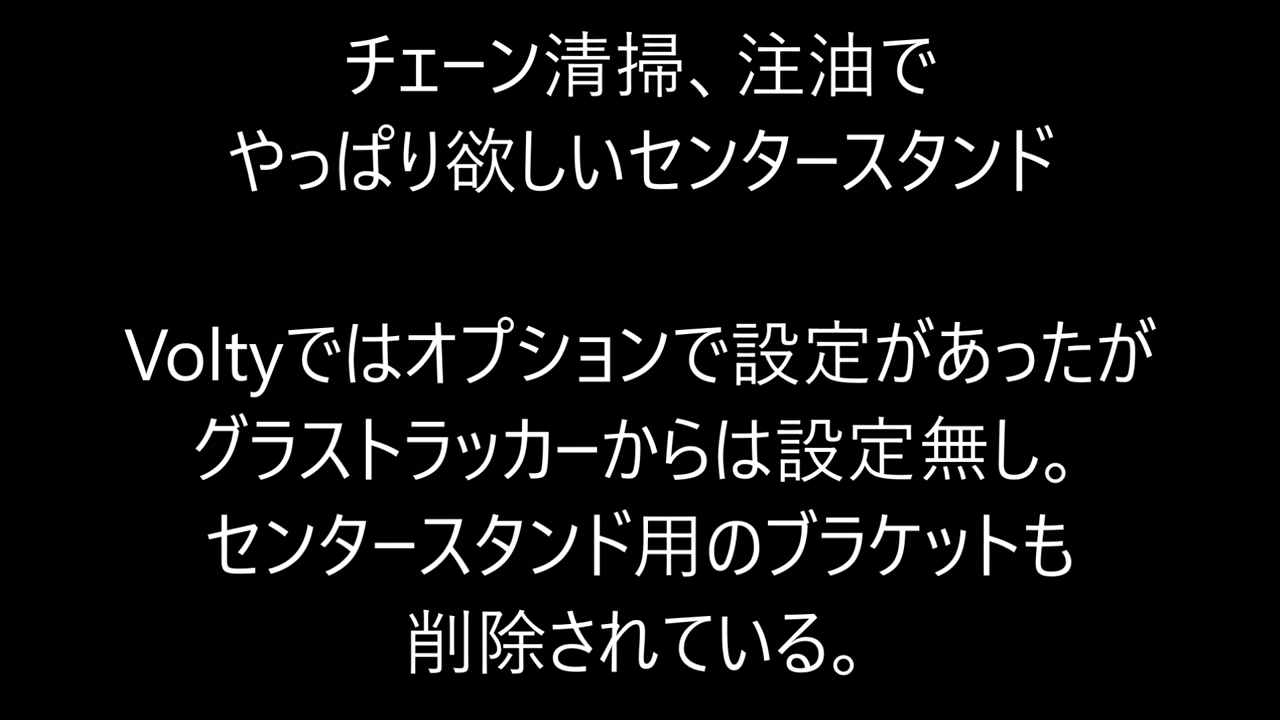 チェーン清掃、注油で
やっぱり欲しいセンタースタンド
Voltyではオプションで設定があったが
グラストラッカーからは設定無し。
センタースタンド用のブラケットも
削除されている。